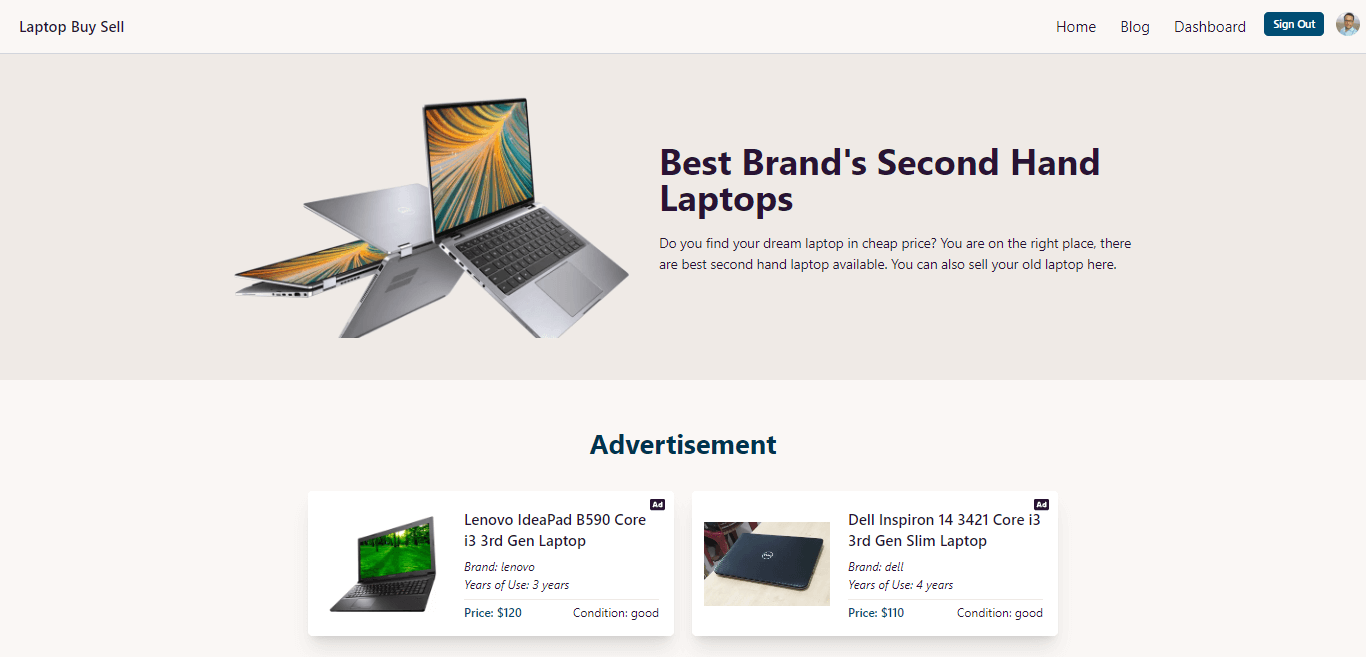 Laptop Buy Sell
Home
Blog
Dashboard
Sign Out
Best Brand's Second Hand
Laptops
Do you find your dream laptop in cheap price? You are on the right place, there
are best second hand laptop available. You can also sell your old laptop here.
Advertisement
Ad
Lenovo IdeaPad B590 Core
i3 3rd Gen Laptop
Brand: lenovo
Years of Use: 3 years
Price: $120
Condition: good
Ad
Dell Inspiron 14 3421 Core i3
3rd Gen Slim Laptop
Brand: dell
Years of Use: 4 years
Price: $110
Condition: good